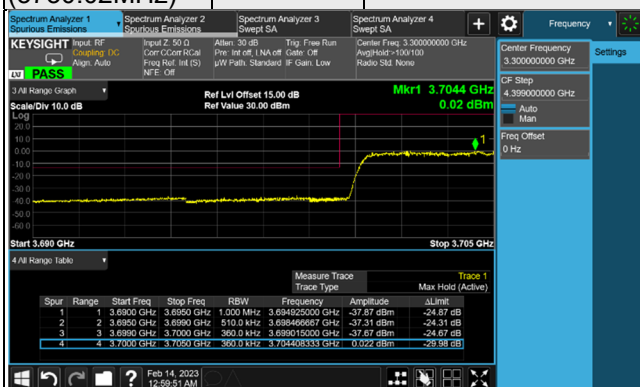 (3750.02MHz)
Spectrum Analyzer 1
Spurious Emissions
Spectrum Analyzer 2
Spurious Emissions
Spectrum Analyzer 3
Swept SA
Spectrum Analyzer 4
Swept SA
+
Frequency
KEYSIGHT
Input: RF
Coupling: DC
Align: Auto
Input Z: 50 Ω
Corr CCorr RCal
Freq Ref: Int (S)
NFE: Off
Atten: 30 dB
Pre: Int off, LNA off
µW Path: Standard
Trig: Free Run
Gate: Off
IF Gain: Low
Center Freq: 3.300000000 GHz
Avg|Hold:>100/100
Radio Std: None
LXI
PASS
Center Frequency
3.300000000 GHz
Settings
CF Step
4.399000000 GHz
Auto
Man
Freq Offset
0 Hz
3 All Range Graph
Scale/Div 10.0 dB
Ref Lvl Offset 15.00 dB
Ref Value 30.00 dBm
Mkr1 3.7044 GHz
0.02 dBm
Log
20.0
10.0
0.00
-10.0
-20.0
-30.0
-40.0
-50.0
-60.0
1
Start 3.690 GHz
Stop 3.705 GHz
4 All Range Table
Measure Trace Trace 1
Trace Type Max Hold (Active)
Spur Range Start Freq Stop Freq RBW Frequency Amplitude ΔLimit
1 1 3.6900 GHz 3.6950 GHz 1.000 MHz 3.694925000 GHz -37.87 dBm -24.87 dB
2 2 3.6950 GHz 3.6990 GHz 510.0 kHz 3.698466667 GHz -37.31 dBm -24.31 dB
3 3 3.6990 GHz 3.7000 GHz 360.0 kHz 3.699015000 GHz -37.67 dBm -24.67 dB
4 4 3.7000 GHz 3.7050 GHz 360.0 kHz 3.704408333 GHz 0.022 dBm -29.98 dB
?
Feb 14, 2023
12:59:51 AM